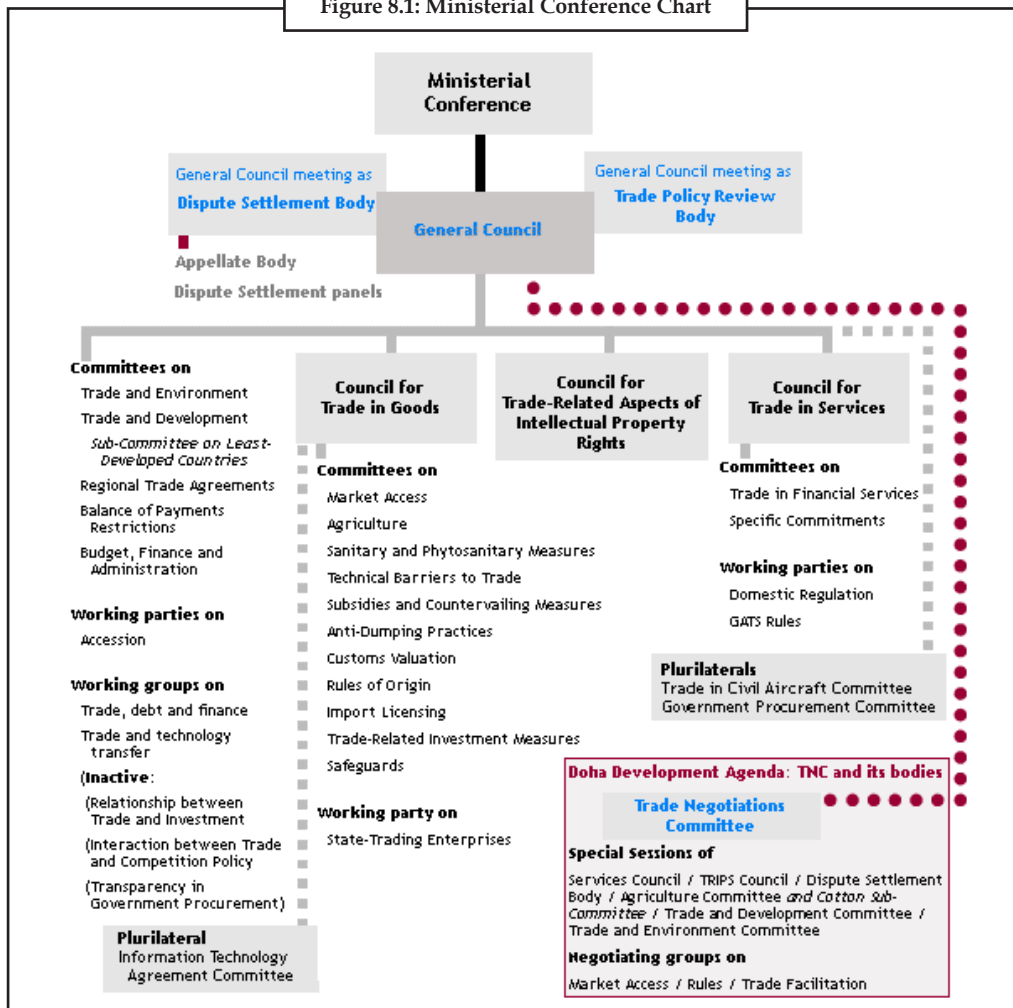 Figure 8.1: Ministerial Conference Chart
Ministerial
Conference
General Council meeting as
Dispute Settlement Body
General Council meeting as
Trade Policy Review
Body
General Council
Appellate Body
Dispute Settlement panels
Committees on
Trade and Environment
Trade and Development
Sub-Committee on Least-
Developed Countries
Regional Trade Agreements
Balance of Payments
Restrictions
Budget, Finance and
Administration
Working parties on
Accession
Working groups on
Trade, debt and finance
Trade and technology
transfer
(Inactive:
(Relationship between
Trade and Investment
(Interaction between Trade
and Competition Policy
(Transparency in
Government Procurement)
Plurilateral
Information Technology
Agreement Committee
Council for
Trade in Goods
Committees on
Market Access
Agriculture
Sanitary and Phytosanitary Measures
Technical Barriers to Trade
Subsidies and Countervailing Measures
Anti-Dumping Practices
Customs Valuation
Rules of Origin
Import Licensing
Trade-Related Investment Measures
Safeguards
Working party on
State-Trading Enterprises
Council for
Trade-Related Aspects of
Intellectual Property
Rights
Council for
Trade in Services
Committees on
Trade in Financial Services
Specific Commitments
Working parties on
Domestic Regulation
GATS Rules
Plurilaterals
Trade in Civil Aircraft Committee
Government Procurement Committee
Doha Development Agenda: TNC and its bodies
Trade Negotiations
Committee
Special Sessions of
Services Council / TRIPS Council / Dispute Settlement
Body / Agriculture Committee and Cotton Sub-
Committee / Trade and Development Committee /
Trade and Environment Committee
Negotiating groups on
Market Access / Rules / Trade Facilitation